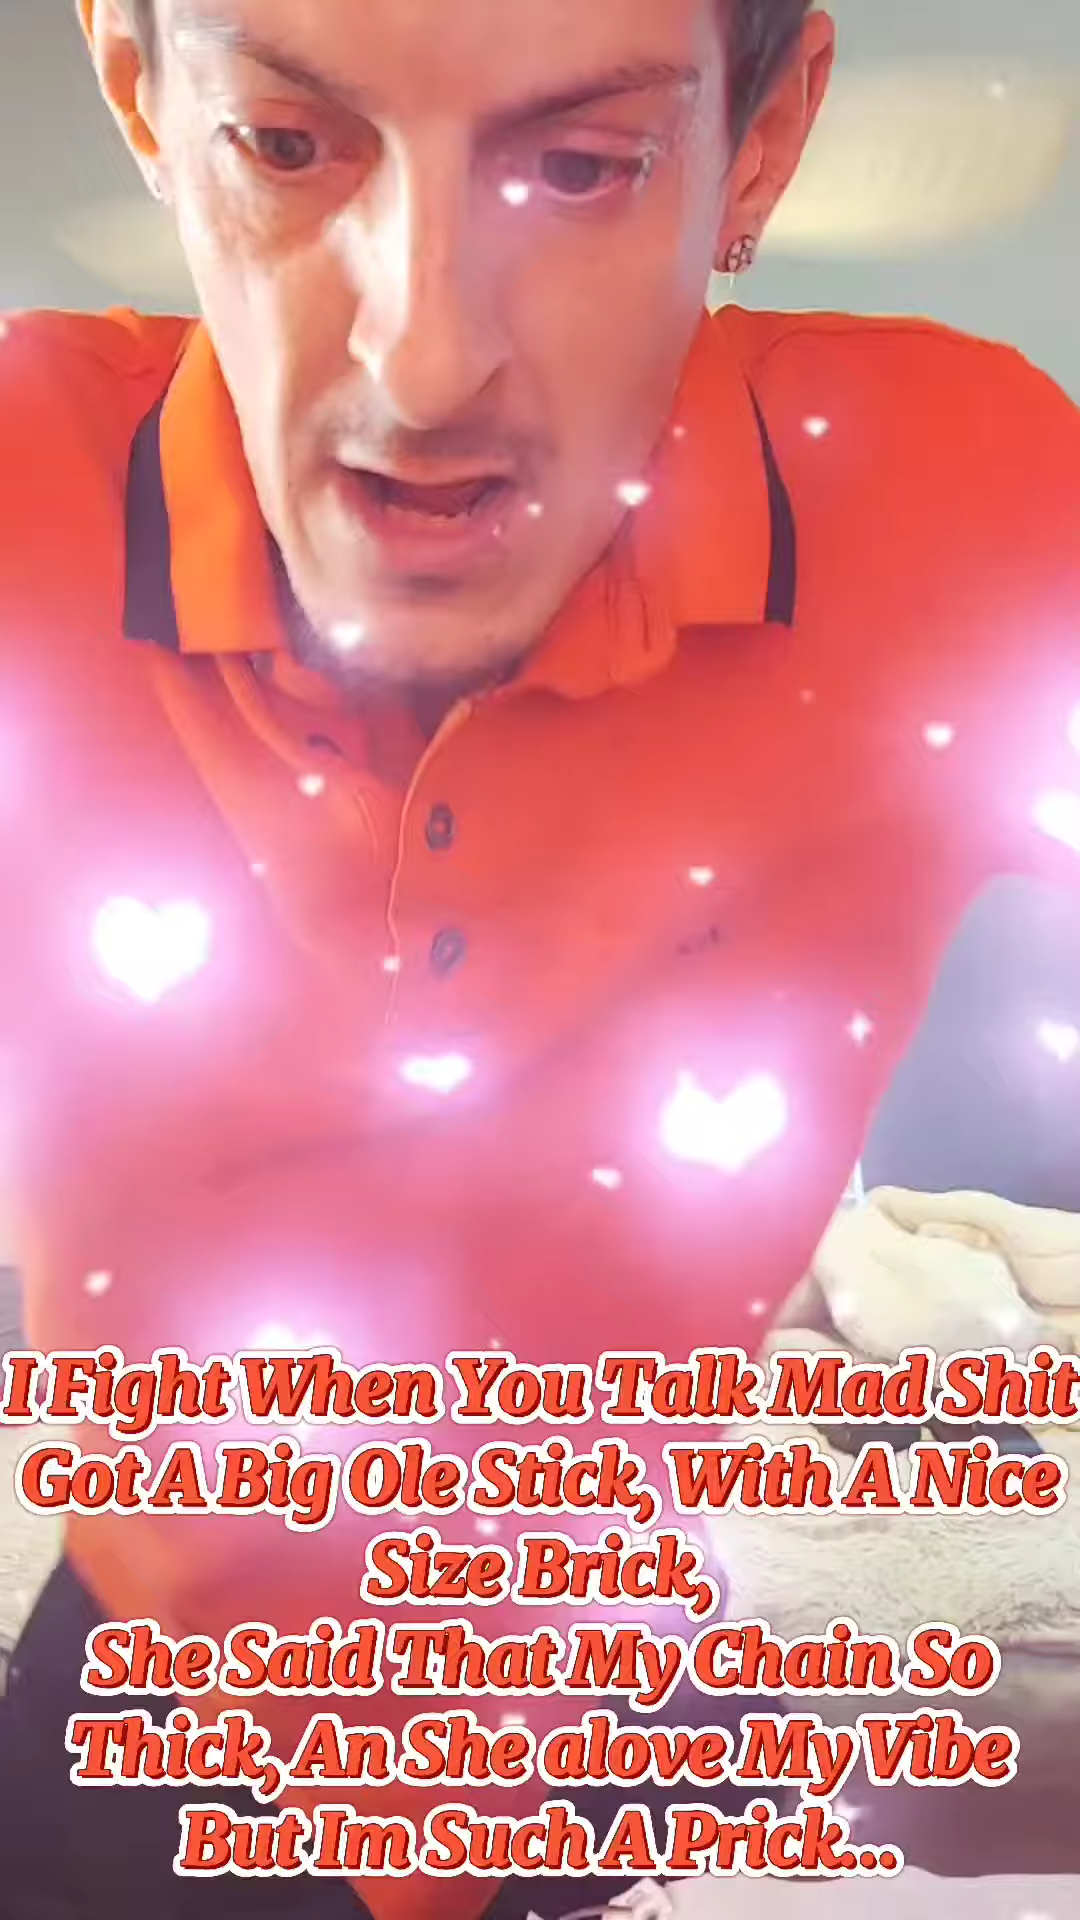 I Fight When You Talk Mad Shit
Got A Big Ole Stick, With A Nice
Size Brick,
She Said That My Chain So
Thick, An She alove My Vibe
But Im Such A Prick...